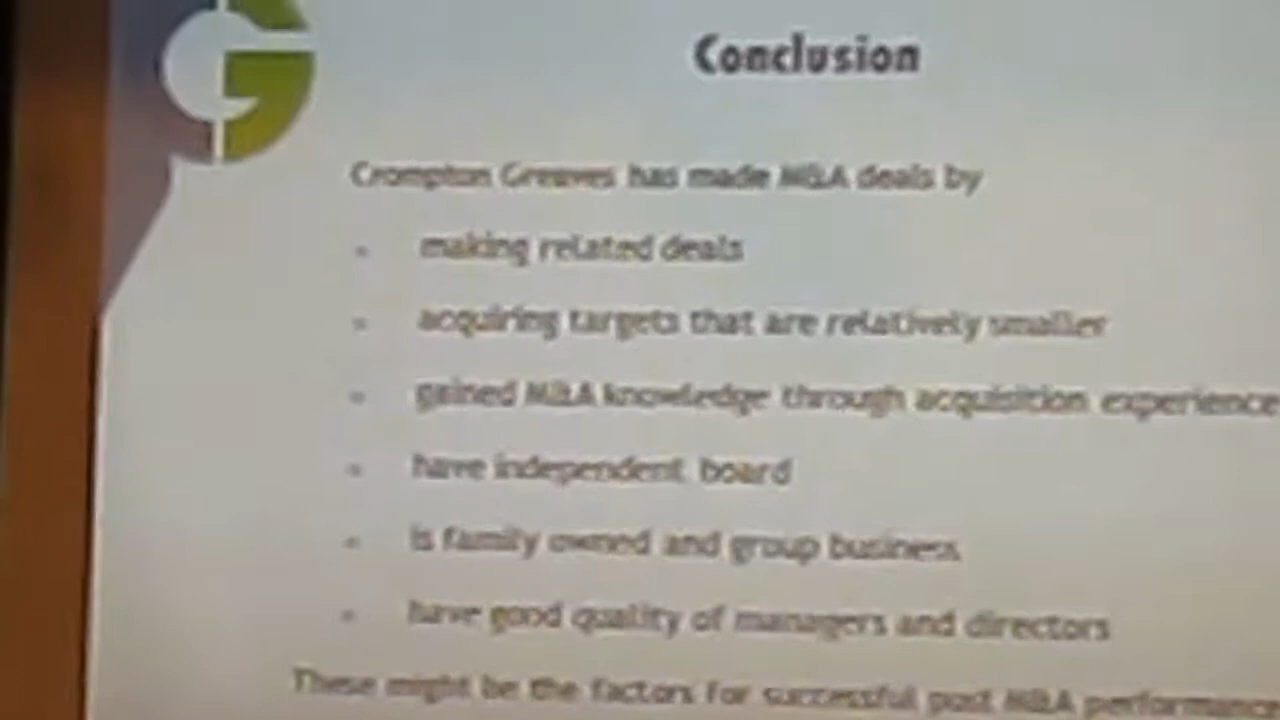 Conclusion
Crompton Greaves has made M&A deals by
making related deals
acquiring targets that are relatively smaller
gained M&A knowledge through acquisition experience
have independent board
is family owned and group business
have good quality of managers and directors
These might be the factors for successful post M&A performance